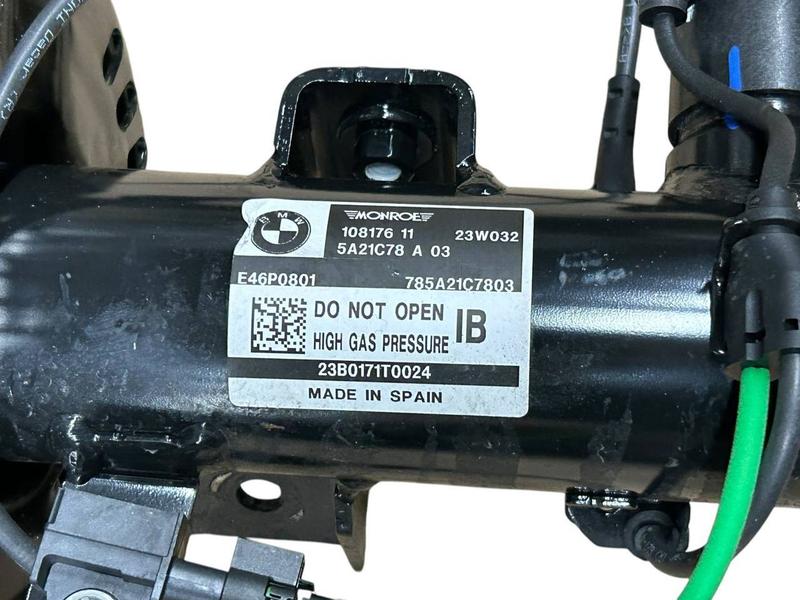 BMW
MONROE
108176 11 23W032
5A21C78 A 03
E46P0801 785A21C7803
DO NOT OPEN
HIGH GAS PRESSURE
IB
23B0171T0024
MADE IN SPAIN